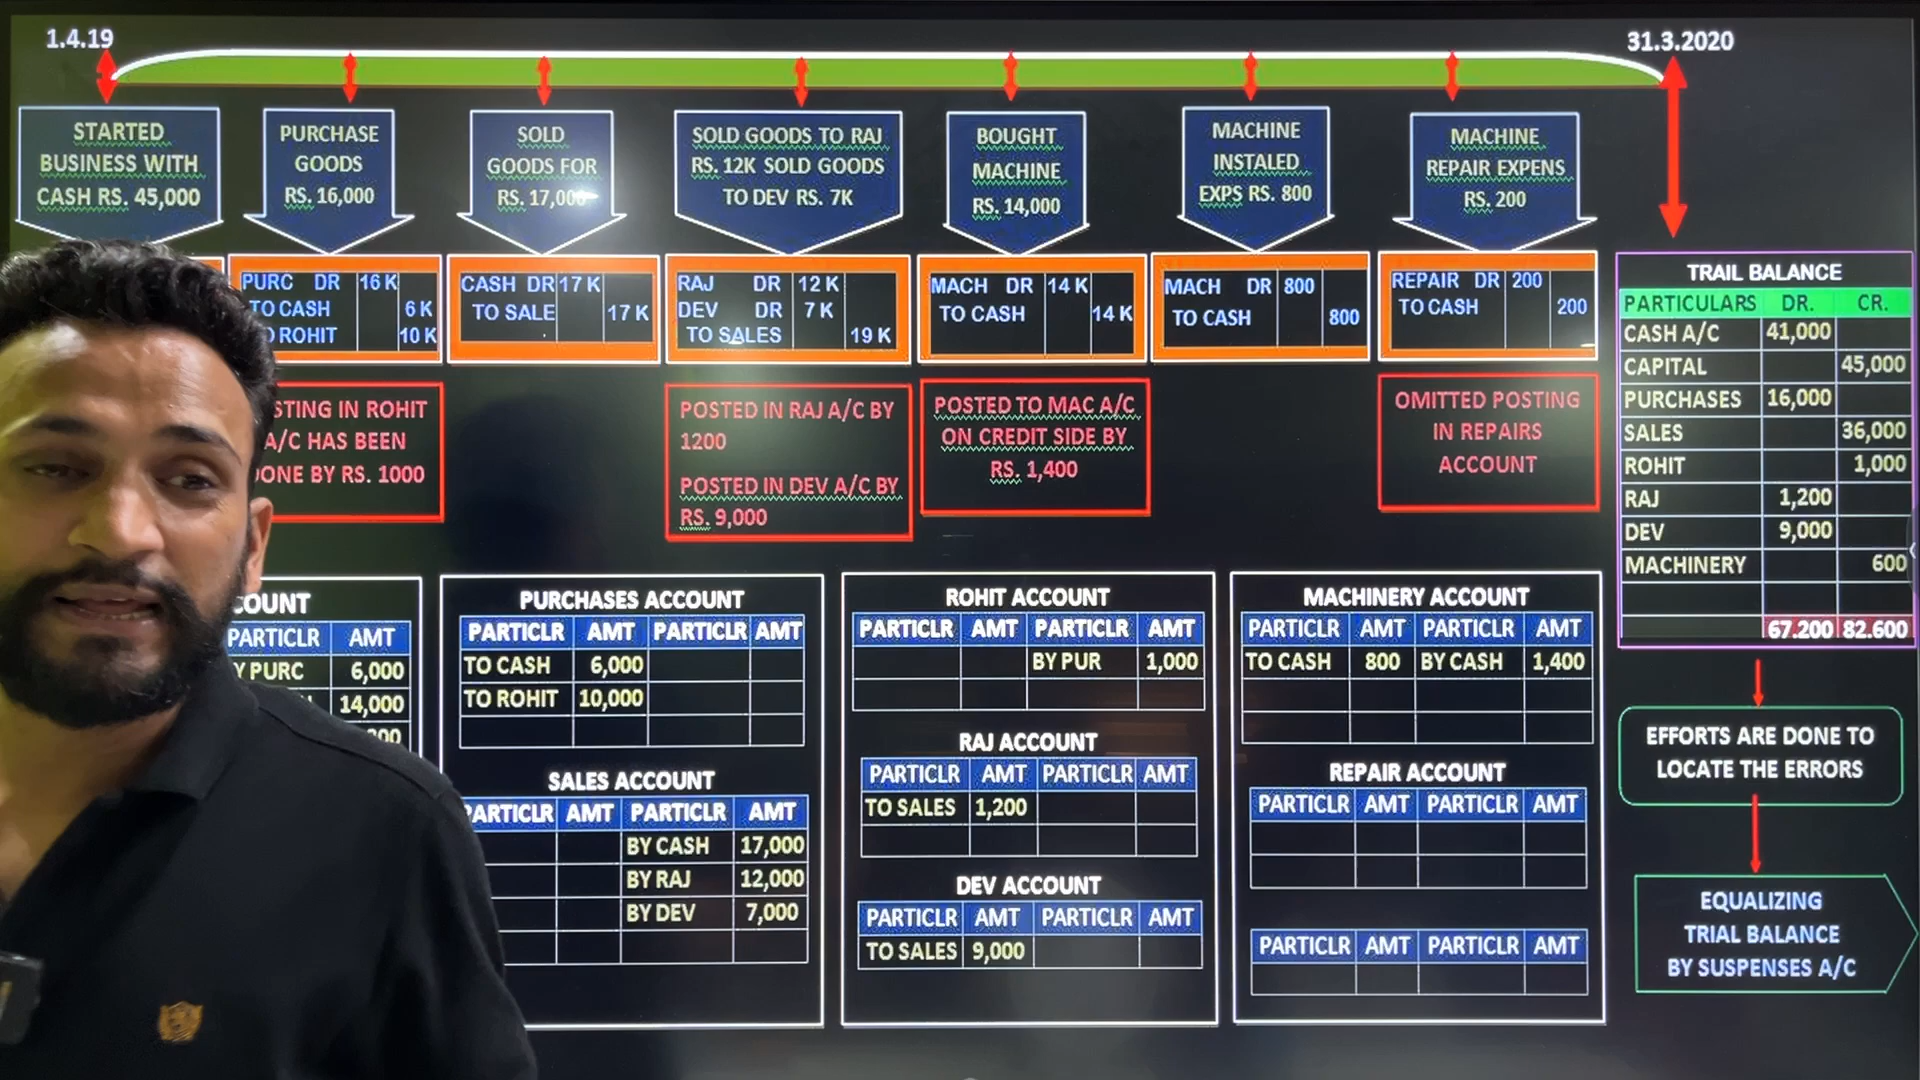 1.4.19
31.3.2020
STARTED
BUSINESS WITH
CASH RS. 45,000
PURCHASE
GOODS
RS. 16,000
SOLD
GOODS FOR
RS. 17,000
SOLD GOODS TO RAJ
RS. 12K SOLD GOODS
TO DEV RS. 7K
BOUGHT
MACHINE
RS. 14,000
MACHINE
INSTALED
EXPS RS. 800
MACHINE
REPAIR EXPENS
RS. 200
PURC DR 16 K
TO CASH 6 K
ROHIT 10 K
CASH DR 17 K
TO SALE 17 K
RAJ DR 12 K
DEV DR 7 K
TO SALES 19 K
MACH DR 14 K
TO CASH 14 K
MACH DR 800
TO CASH 800
REPAIR DR 200
TO CASH 200
STING IN ROHIT
A/C HAS BEEN
ONE BY RS. 1000
POSTED IN RAJ A/C BY
1200
POSTED IN DEV A/C BY
RS. 9,000
POSTED TO MAC A/C
ON CREDIT SIDE BY
RS. 1,400
OMITTED POSTING
IN REPAIRS
ACCOUNT
TRAIL BALANCE
PARTICULARS DR. CR.
CASH A/C 41,000
CAPITAL 45,000
PURCHASES 16,000
SALES 36,000
ROHIT 1,000
RAJ 1,200
DEV 9,000
MACHINERY 600
67.200 82.600
EFFORTS ARE DONE TO
LOCATE THE ERRORS
EQUALIZING
TRIAL BALANCE
BY SUSPENSES A/C
COUNT
PARTICLR AMT
Y PURC 6,000
14,000
PURCHASES ACCOUNT
PARTICLR AMT PARTICLR AMT
TO CASH 6,000
TO ROHIT 10,000
SALES ACCOUNT
PARTICLR AMT PARTICLR AMT
BY CASH 17,000
BY RAJ 12,000
BY DEV 7,000
ROHIT ACCOUNT
PARTICLR AMT PARTICLR AMT
BY PUR 1,000
RAJ ACCOUNT
PARTICLR AMT PARTICLR AMT
TO SALES 1,200
DEV ACCOUNT
PARTICLR AMT PARTICLR AMT
TO SALES 9,000
MACHINERY ACCOUNT
PARTICLR AMT PARTICLR AMT
TO CASH 800 BY CASH 1,400
REPAIR ACCOUNT
PARTICLR AMT PARTICLR AMT
PARTICLR AMT PARTICLR AMT